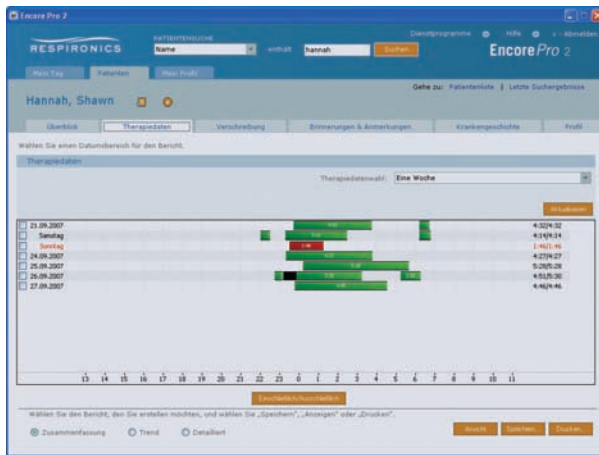 Encore Pro 2
Dienstprogramme Hilfe Abmelden
RESPIRONICS
PATIENTENSUCHE
Name enthält hannah Suchen
EncorePro 2
Mein Tag Patienten Mein Profil
Gehe zu: Patientenliste | Letzte Suchergebnisse
Hannah, Shawn
Überblick Therapiedaten Verschreibung Erinnerungen & Anmerkungen Krankengeschichte Profil
Wählen Sie einen Datumsbereich für den Bericht.
Therapiedaten
Therapiedatenwahl: Eine Woche
Aktualisieren
21.09.2007 4:32/4:32
Samstag 4:14/4:14
Sonntag 1:46 1:46/1:46
24.09.2007 4:27/4:27
25.09.2007 5:28/5:28
26.09.2007 4:51/5:30
27.09.2007 4:46/4:46
13 14 15 16 17 18 19 20 21 22 23 0 1 2 3 4 5 6 7 8 9 10 11
Einschließlich/Ausschließlich
Wählen Sie den Bericht, den Sie erstellen möchten, und wählen Sie „Speichern", „Anzeigen" oder „Drucken".
Zusammenfassung Trend Detailliert
Ansicht Speichern... Drucken...